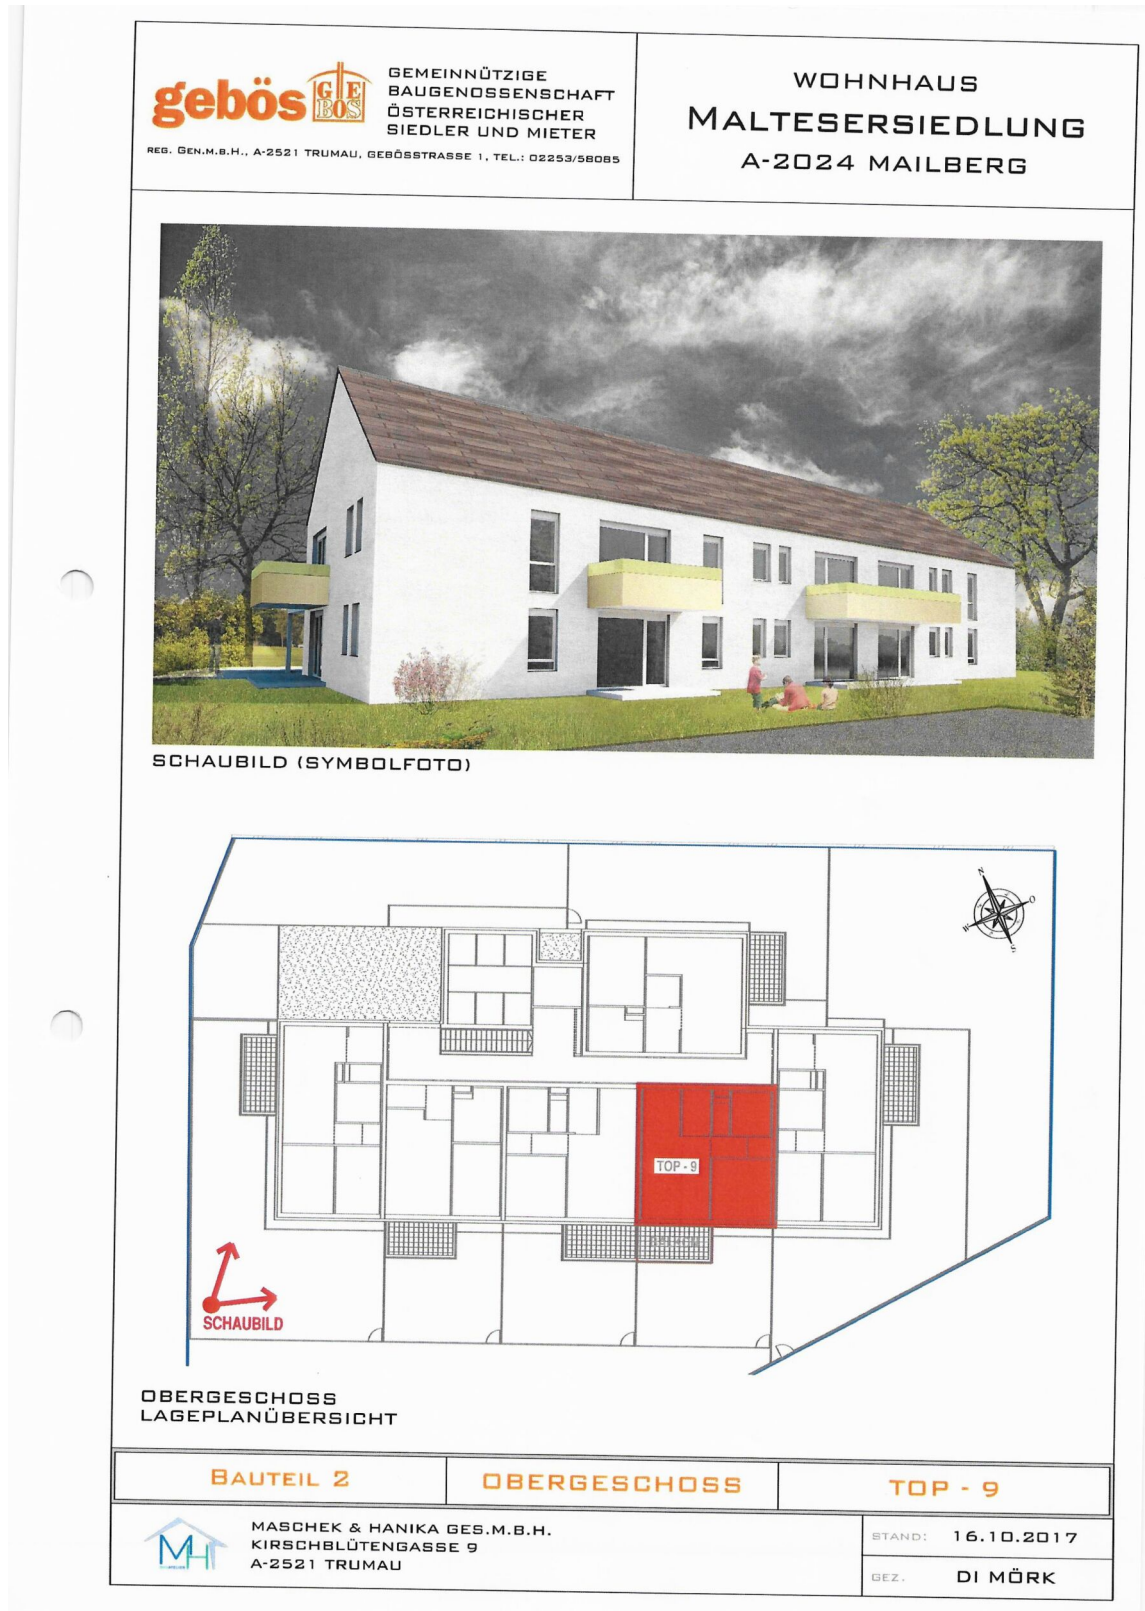 gebös
G E
BÖS
GEMEINNÜTZIGE
BAUGENOSSENSCHAFT
ÖSTERREICHISCHER
SIEDLER UND MIETER
REG. GEN.M.B.H., A-2521 TRUMAU, GEBÖSSTRASSE 1, TEL.: 02253/58085
WOHNHAUS
MALTESERSIEDLUNG
A-2024 MAILBERG
SCHAUBILD (SYMBOLFOTO)
N
O
W
S
TOP - 9
SCHAUBILD
OBERGESCHOSS
LAGEPLANÜBERSICHT
BAUTEIL 2
OBERGESCHOSS
TOP - 9
MH
MASCHEK & HANIKA GES.M.B.H.
KIRSCHBLÜTENGASSE 9
A-2521 TRUMAU
STAND: 16.10.2017
GEZ. DI MÖRK